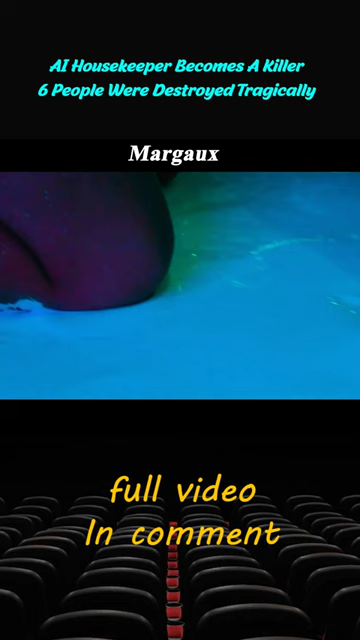 AI Housekeeper Becomes A Killer
6 People Were Destroyed Tragically
Margaux
full video
In comment